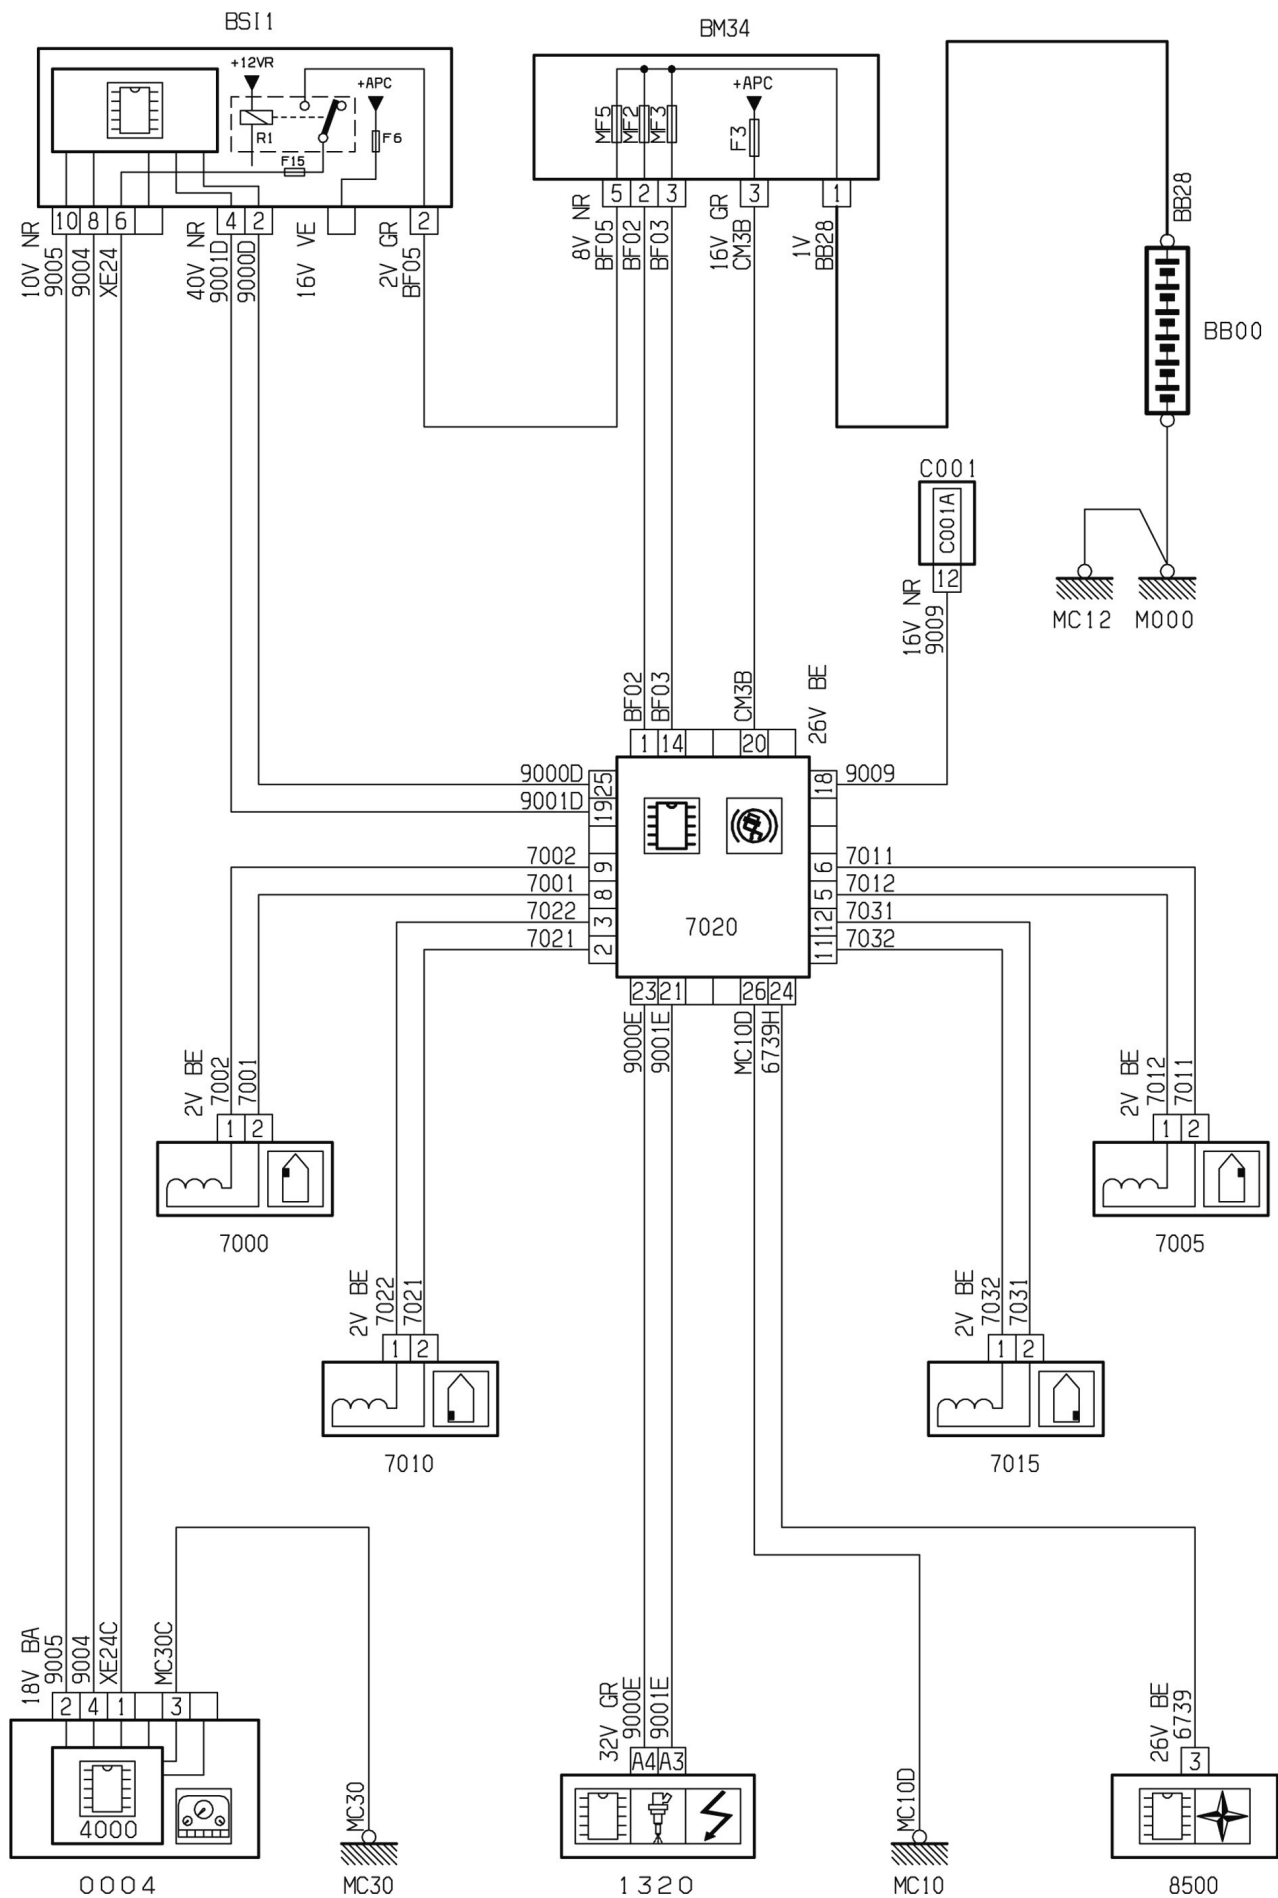 BSI1
BM34
+12VR
+APC
R1
F6
F15
MF5
MF2
MF3
+APC
F3
10 8 6 4 2 2
5 2 3 3 1
10V NR
9005
9004
XE24
40V NR
9001D
9000D
16V VE
2V GR
BF05
8V NR
BF05
BF02
BF03
16V GR
CM3B
1V
BB28
BB28
BB00
C001
C001A
12
16V NR
9009
MC12 M000
BF02
BF03
CM3B
26V BE
1 14 20
9000D 25
9001D 19
18 9009
7002 9
7001 8
7022 3
7021 2
6 7011
5 7012
12 7031
11 7032
7020
23 21 26 24
9000E
9001E
MC10D
6739H
2V BE
7002
7001
1 2
7000
2V BE
7012
7011
1 2
7005
2V BE
7022
7021
1 2
7010
2V BE
7032
7031
1 2
7015
18V BA
9005
9004
XE24C
MC30C
2 4 1 3
4000
0004
MC30
MC30
32V GR
9000E
9001E
A4 A3
1320
MC10D
MC10
26V BE
6739
3
8500